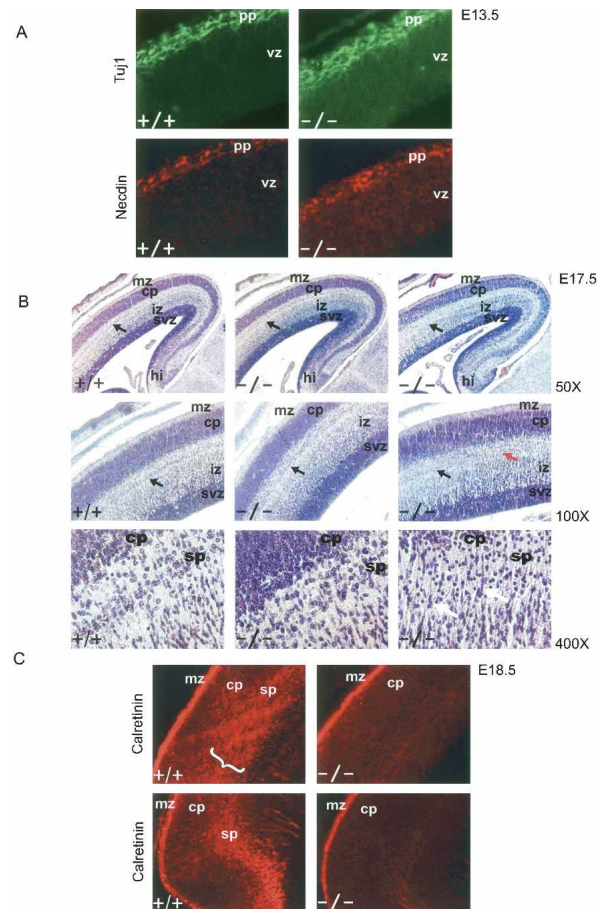 A
E13.5
Tuj1
pp
vz
+/+
pp
vz
−/−
Necdin
pp
vz
+/+
pp
vz
−/−
B
E17.5
mz
cp
iz
svz
hi
+/+
mz
cp
iz
svz
hi
−/−
mz
cp
iz
svz
hi
−/−
50X
mz
cp
iz
svz
+/+
mz
cp
iz
svz
−/−
mz
cp
iz
svz
−/−
100X
cp
sp
+/+
cp
sp
−/−
cp
sp
−/−
400X
C
E18.5
Calretinin
mz
cp
sp
}
+/+
mz
cp
−/−
Calretinin
mz
cp
sp
+/+
mz
cp
−/−